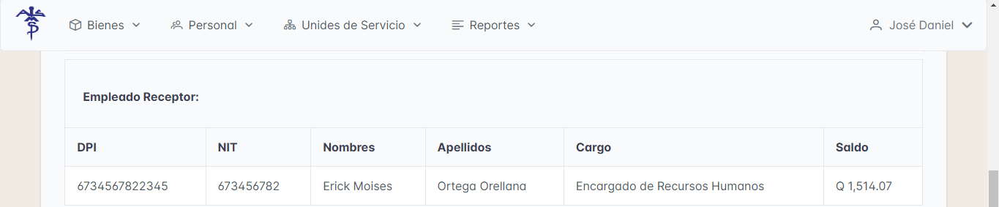 Bienes Personal Unides de Servicio Reportes José Daniel
Empleado Receptor:
DPI NIT Nombres Apellidos Cargo Saldo
6734567822345 673456782 Erick Moises Ortega Orellana Encargado de Recursos Humanos Q 1,514.07